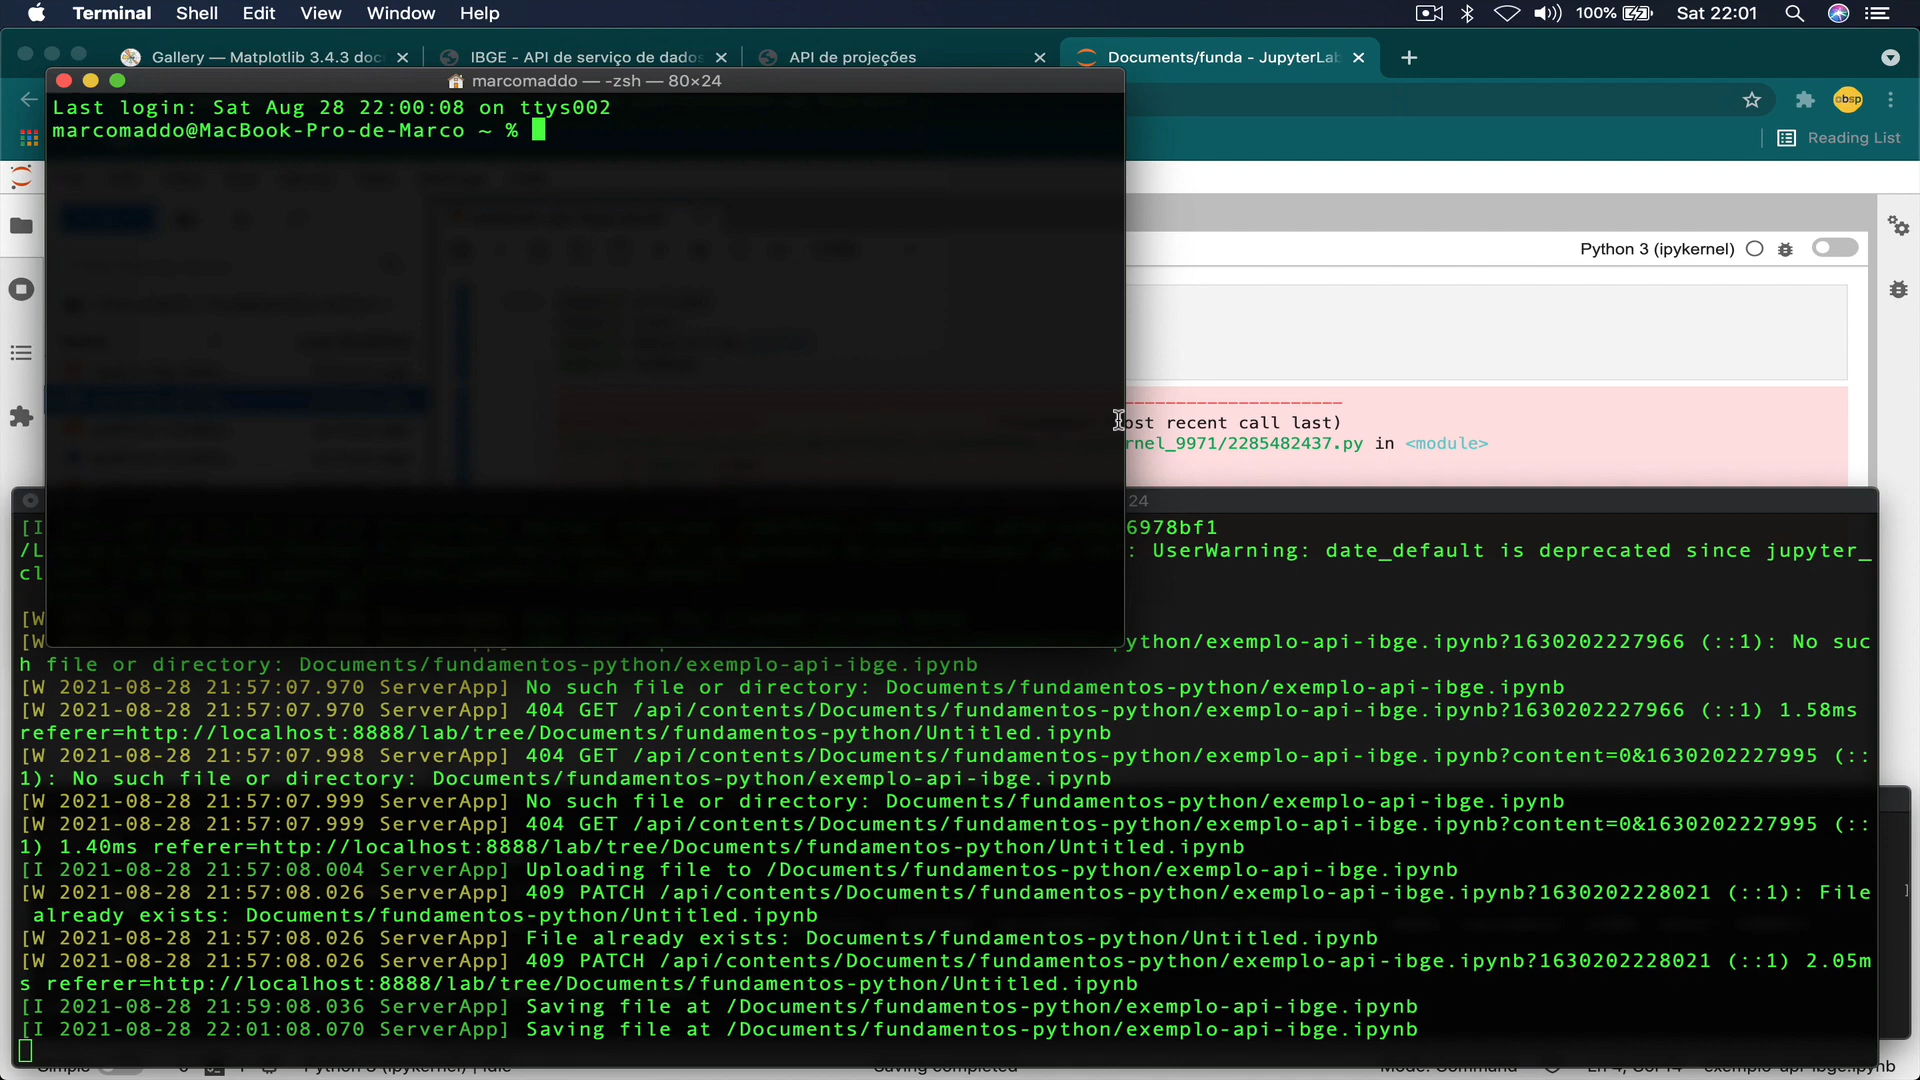 Terminal Shell Edit View Window Help 100% Sat 22:01
Gallery — Matplotlib 3.4.3 doc
IBGE - API de serviço de dados
API de projeções
Documents/funda - JupyterLab
marcomaddo — -zsh — 80×24
Last login: Sat Aug 28 22:00:08 on ttys002
marcomaddo@MacBook-Pro-de-Marco ~ %
absp
Reading List
Python 3 (ipykernel)
ost recent call last)
rnel_9971/2285482437.py in <module>
24
[I 6978bf1
/L : UserWarning: date_default is deprecated since jupyter_
cl
[W
[W ython/exemplo-api-ibge.ipynb?1630202227966 (::1): No suc
h file or directory: Documents/fundamentos-python/exemplo-api-ibge.ipynb
[W 2021-08-28 21:57:07.970 ServerApp] No such file or directory: Documents/fundamentos-python/exemplo-api-ibge.ipynb
[W 2021-08-28 21:57:07.970 ServerApp] 404 GET /api/contents/Documents/fundamentos-python/exemplo-api-ibge.ipynb?1630202227966 (::1) 1.58ms
referer=http://localhost:8888/lab/tree/Documents/fundamentos-python/Untitled.ipynb
[W 2021-08-28 21:57:07.998 ServerApp] 404 GET /api/contents/Documents/fundamentos-python/exemplo-api-ibge.ipynb?content=0&1630202227995 (::
1): No such file or directory: Documents/fundamentos-python/exemplo-api-ibge.ipynb
[W 2021-08-28 21:57:07.999 ServerApp] No such file or directory: Documents/fundamentos-python/exemplo-api-ibge.ipynb
[W 2021-08-28 21:57:07.999 ServerApp] 404 GET /api/contents/Documents/fundamentos-python/exemplo-api-ibge.ipynb?content=0&1630202227995 (::
1) 1.40ms referer=http://localhost:8888/lab/tree/Documents/fundamentos-python/Untitled.ipynb
[I 2021-08-28 21:57:08.004 ServerApp] Uploading file to /Documents/fundamentos-python/exemplo-api-ibge.ipynb
[W 2021-08-28 21:57:08.026 ServerApp] 409 PATCH /api/contents/Documents/fundamentos-python/exemplo-api-ibge.ipynb?1630202228021 (::1): File
already exists: Documents/fundamentos-python/Untitled.ipynb
[W 2021-08-28 21:57:08.026 ServerApp] File already exists: Documents/fundamentos-python/Untitled.ipynb
[W 2021-08-28 21:57:08.026 ServerApp] 409 PATCH /api/contents/Documents/fundamentos-python/exemplo-api-ibge.ipynb?1630202228021 (::1) 2.05m
s referer=http://localhost:8888/lab/tree/Documents/fundamentos-python/Untitled.ipynb
[I 2021-08-28 21:59:08.036 ServerApp] Saving file at /Documents/fundamentos-python/exemplo-api-ibge.ipynb
[I 2021-08-28 22:01:08.070 ServerApp] Saving file at /Documents/fundamentos-python/exemplo-api-ibge.ipynb
Simple Python 3 (ipykernel) | Idle Saving completed Mode: Command Ln 4, Col 14 exemplo-api-ibge.ipynb